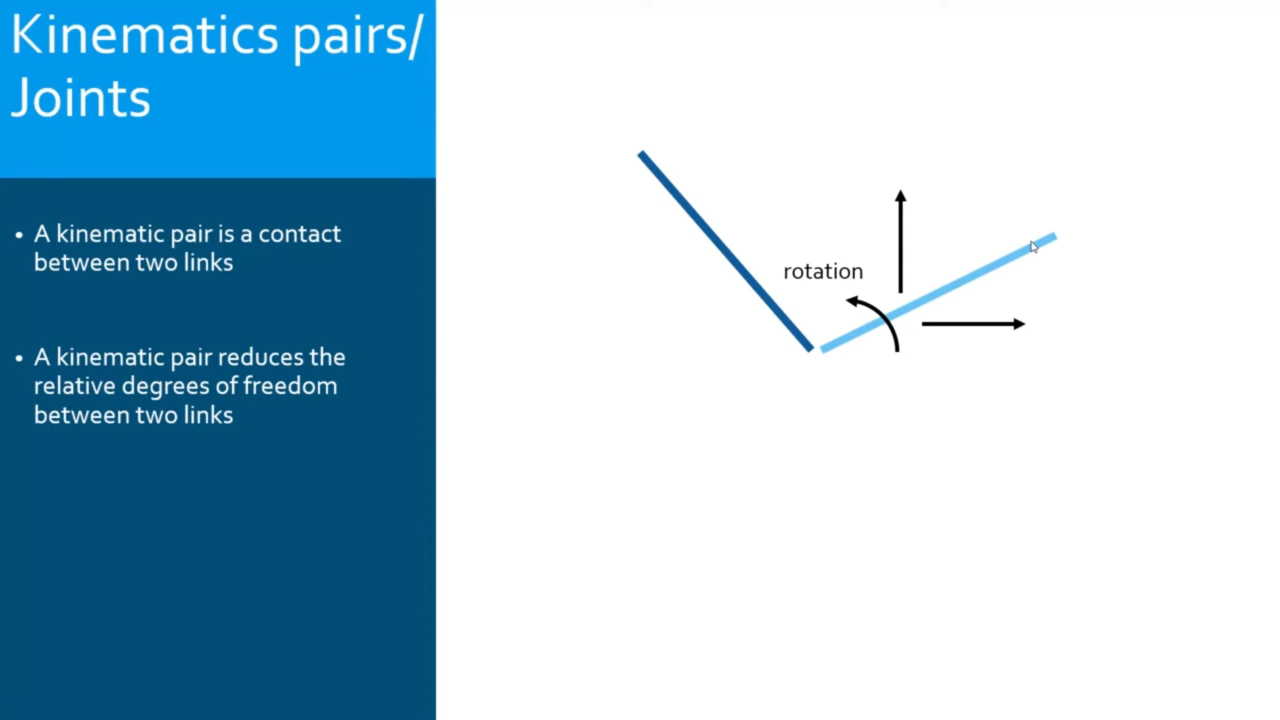 Kinematics pairs/
Joints
• A kinematic pair is a contact
between two links
• A kinematic pair reduces the
relative degrees of freedom
between two links
rotation